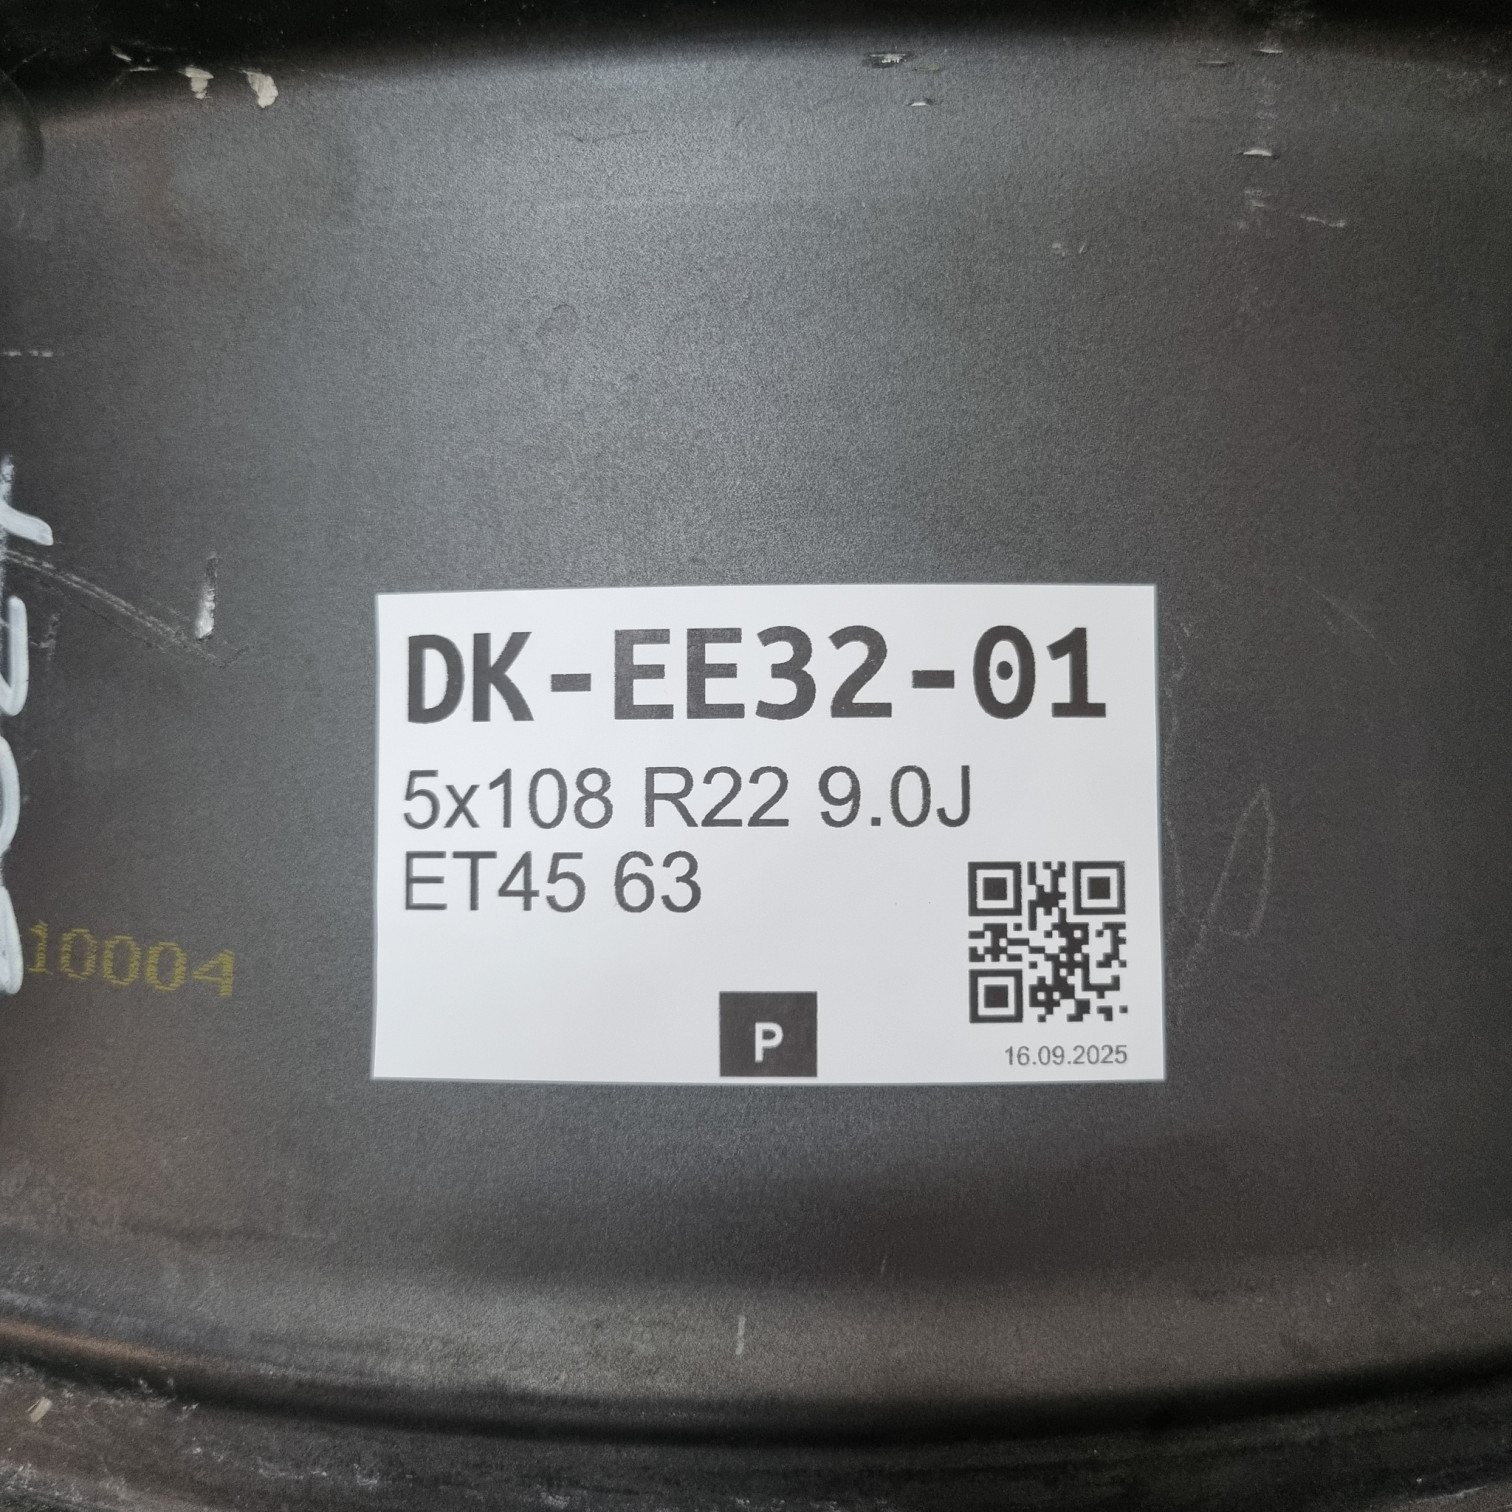 DK-EE32-01
5x108 R22 9.0J
ET45 63
10004
P
16.09.2025